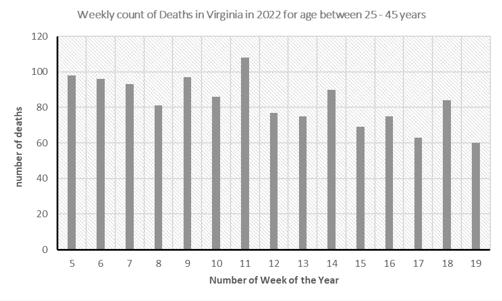 Weekly count of Deaths in Virginia in 2022 for age between 25 - 45 years
120
100
80
60
40
20
0
number of deaths
5 6 7 8 9 10 11 12 13 14 15 16 17 18 19
Number of Week of the Year